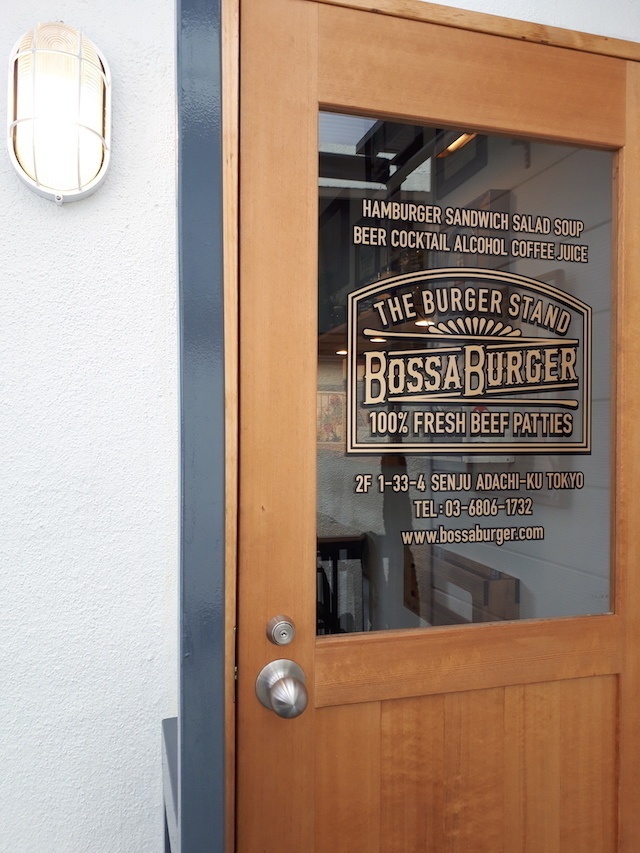 HAMBURGER SANDWICH SALAD SOUP
BEER COCKTAIL ALCOHOL COFFEE JUICE
THE BURGER STAND
BOSSABURGER
100% FRESH BEEF PATTIES
2F 1-33-4 SENJU ADACHI-KU TOKYO
TEL:03-6806-1732
www.bossaburger.com